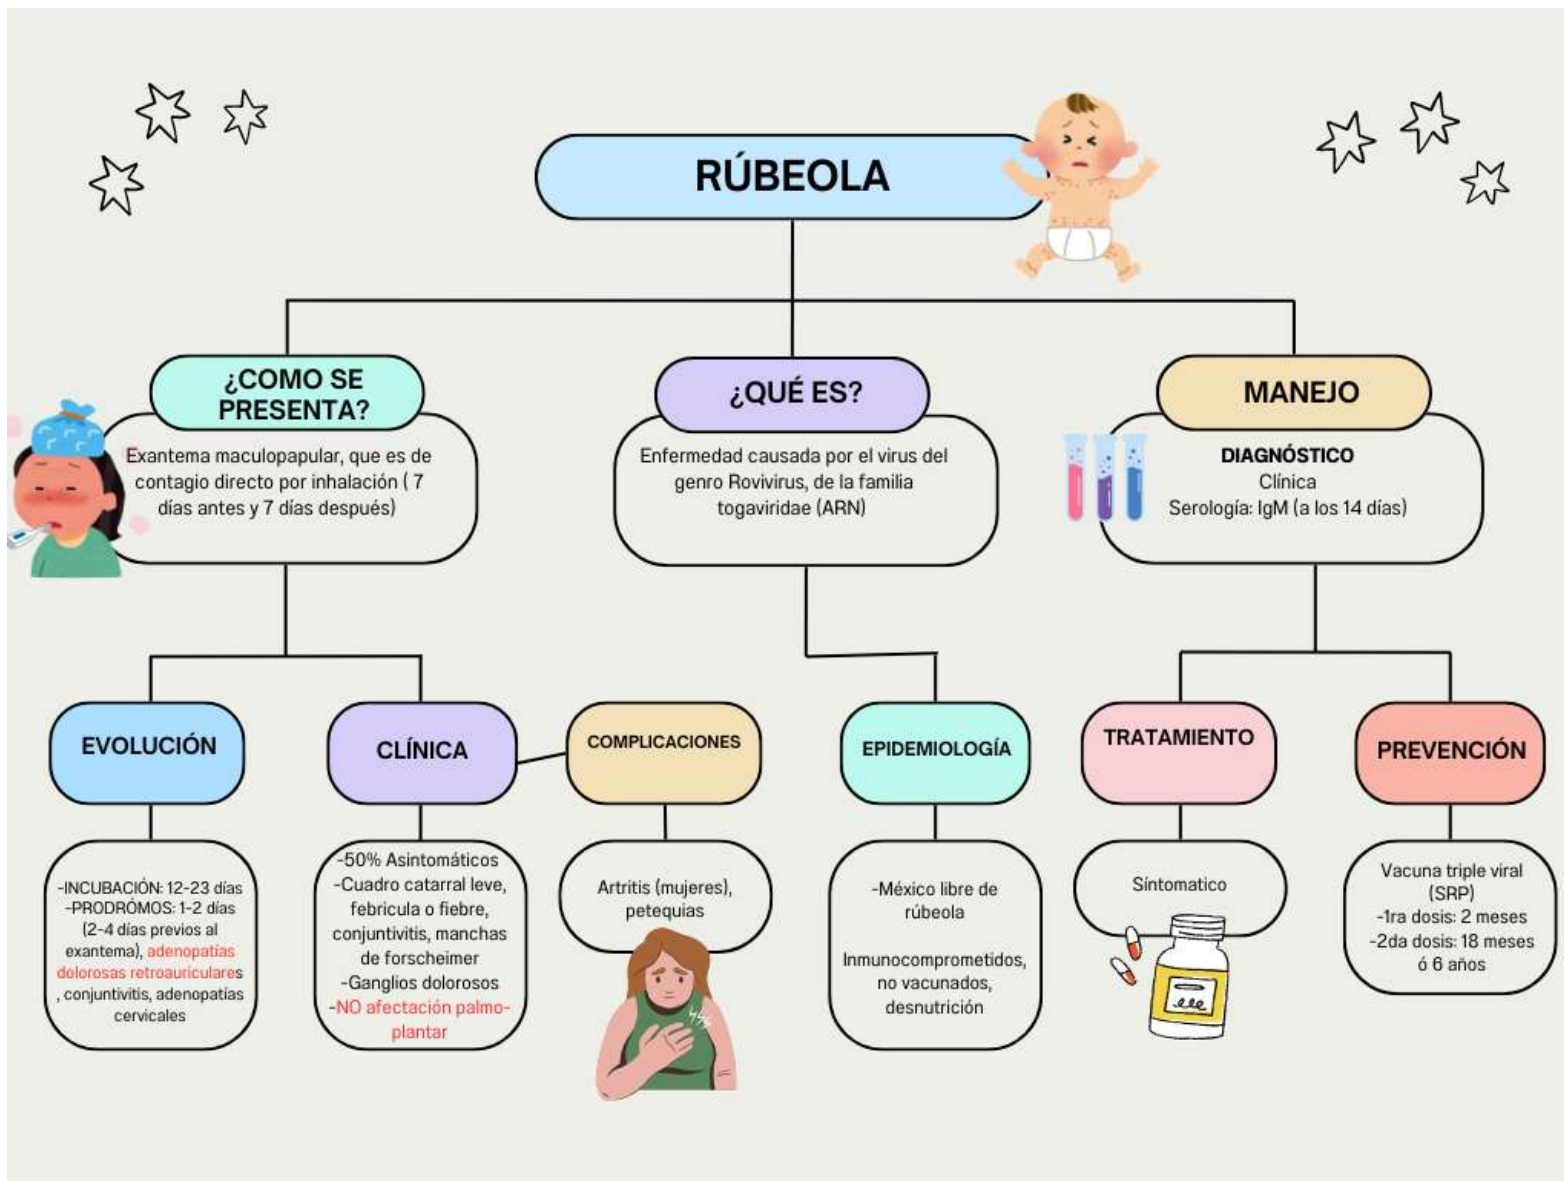 RÚBEOLA
¿COMO SE
PRESENTA?
Exantema maculopapular, que es de
contagio directo por inhalación ( 7
días antes y 7 días después)
¿QUÉ ES?
Enfermedad causada por el virus del
genro Rovivirus, de la familia
togaviridae (ARN)
MANEJO
DIAGNÓSTICO
Clínica
Serología: IgM (a los 14 días)
EVOLUCIÓN
-INCUBACIÓN: 12-23 días
-PRODRÓMOS: 1-2 días
(2-4 días previos al
exantema), adenopatías
dolorosas retroauriculares
, conjuntivitis, adenopatías
cervicales
CLÍNICA
-50% Asintomáticos
-Cuadro catarral leve,
febricula o fiebre,
conjuntivitis, manchas
de forscheimer
-Ganglios dolorosos
-NO afectación palmo-
plantar
COMPLICACIONES
Artritis (mujeres),
petequias
EPIDEMIOLOGÍA
-México libre de
rúbeola
Inmunocomprometidos,
no vacunados,
desnutrición
TRATAMIENTO
Síntomatico
PREVENCIÓN
Vacuna triple viral
(SRP)
-1ra dosis: 2 meses
-2da dosis: 18 meses
ó 6 años